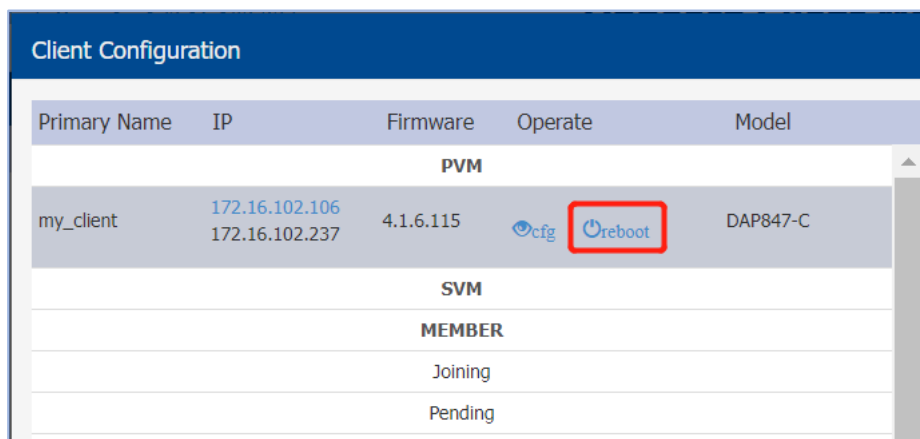 Client Configuration
Primary Name IP Firmware Operate Model
PVM
my_client 172.16.102.106 4.1.6.115 cfg reboot DAP847-C
172.16.102.237
SVM
MEMBER
Joining
Pending